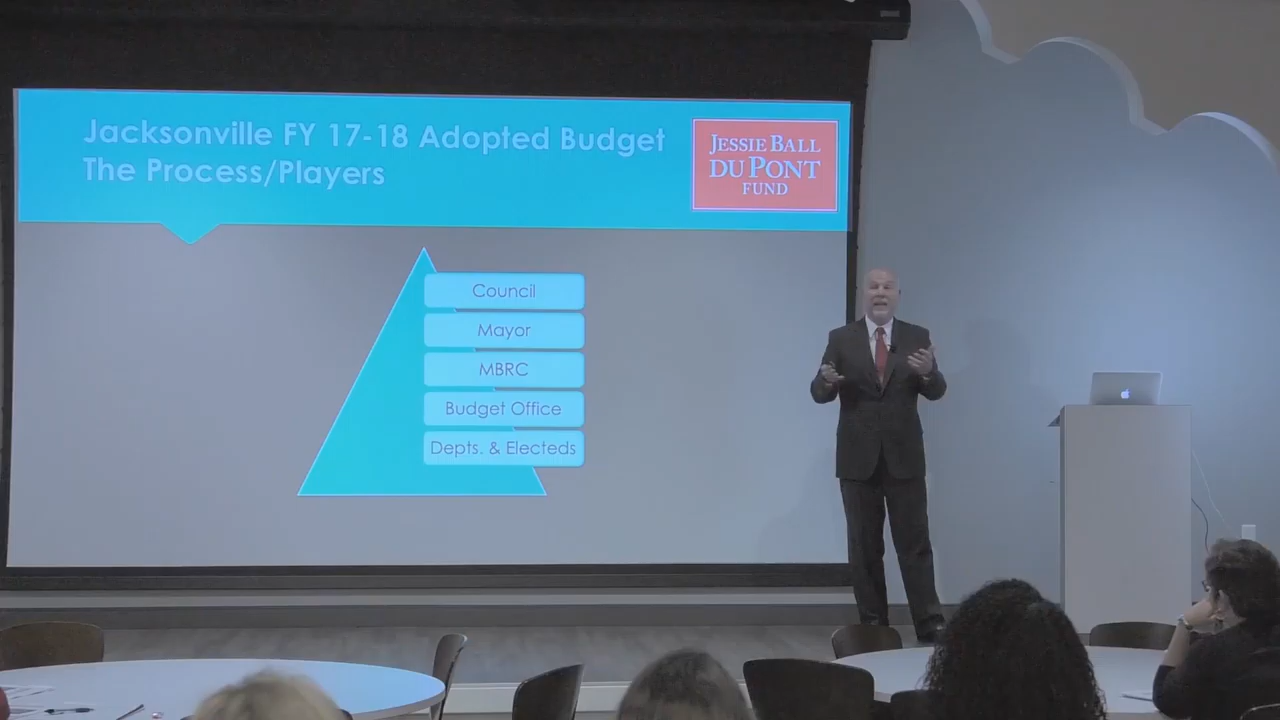 Jacksonville FY 17-18 Adopted Budget
The Process/Players
JESSIE BALL
DU PONT
FUND
Council
Mayor
MBRC
Budget Office
Depts. & Electeds